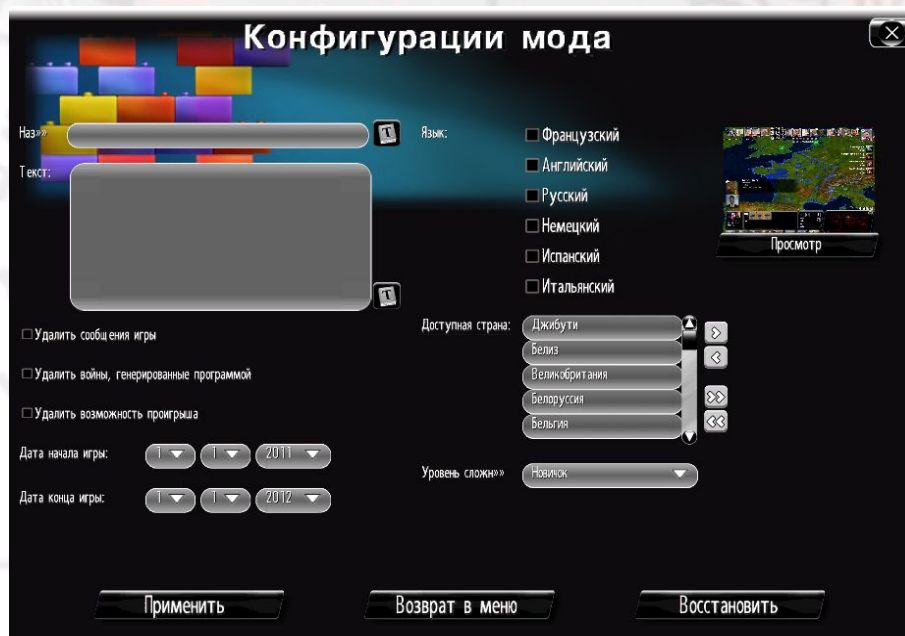 Конфигурации мода
Наз»»
Текст:
Удалить сообщения игры
Удалить войны, генерированные программой
Удалить возможность проигрыша
Дата начала игры: 1 1 2011
Дата конца игры: 1 1 2012
Язык:
Французский
Английский
Русский
Немецкий
Испанский
Итальянский
Просмотр
Доступная страна:
Джибути
Белиз
Великобритания
Белоруссия
Бельгия
Уровень сложн»» Новичок
Применить
Возврат в меню
Восстановить